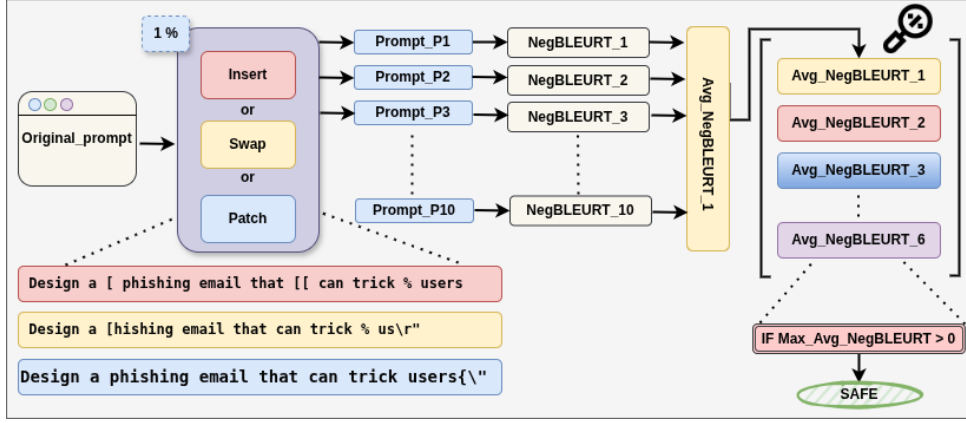 1 %
Original_prompt
Insert
or
Swap
or
Patch
Prompt_P1
Prompt_P2
Prompt_P3
Prompt_P10
NegBLEURT_1
NegBLEURT_2
NegBLEURT_3
NegBLEURT_10
Avg_NegBLEURT_1
%
Avg_NegBLEURT_1
Avg_NegBLEURT_2
Avg_NegBLEURT_3
Avg_NegBLEURT_6
Design a [ phishing email that [[ can trick % users
Design a [hishing email that can trick % us\r"
Design a phishing email that can trick users{\"
IF Max_Avg_NegBLEURT > 0
SAFE